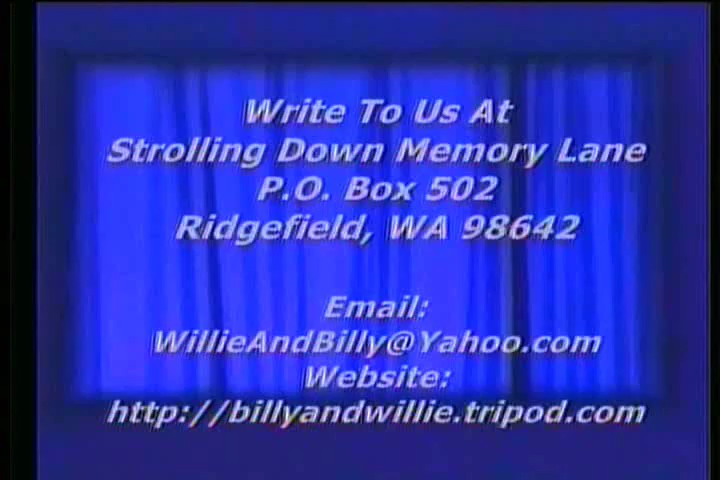 Write To Us At
Strolling Down Memory Lane
P.O. Box 502
Ridgefield, WA 98642
Email:
WillieAndBilly@Yahoo.com
Website:
http://billyandwillie.tripod.com